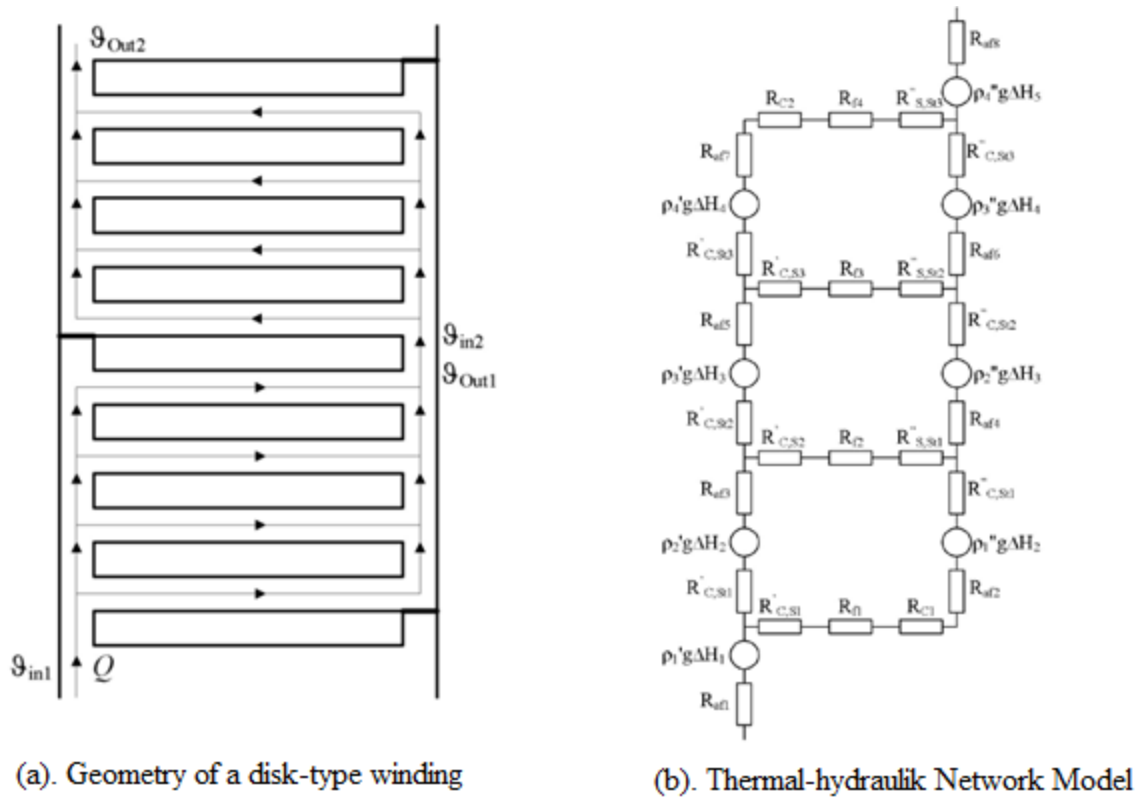 ϑOut2
ϑin2
ϑOut1
ϑin1
Q
Raf8
ρ4"gΔH5
RC2
Rf4
R"S,St3
Raf7
R"C,St3
ρ4'gΔH4
ρ3"gΔH4
R'C,St3
Raf6
R'C,S3
Rf3
R"S,St2
Raf5
R"C,St2
ρ3'gΔH3
ρ2"gΔH3
R'C,St2
Raf4
R'C,S2
Rf2
R"S,St1
Raf3
R"C,St1
ρ2'gΔH2
ρ1"gΔH2
R'C,St1
Raf2
R'C,S1
Rf1
RC1
ρ1'gΔH1
Raf1
(a). Geometry of a disk-type winding
(b). Thermal-hydraulik Network Model